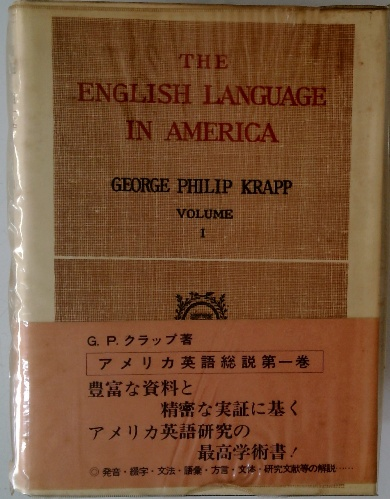 THE
ENGLISH LANGUAGE
IN AMERICA
GEORGE PHILIP KRAPP
VOLUME
I
G. P. クラップ著
アメリカ英語総説第一巻
豊富な資料と
精密な実証に基く
アメリカ英語研究の
最高学術書!
◎発音・綴字・文法・語彙・方言・文体・研究文献等の解説……